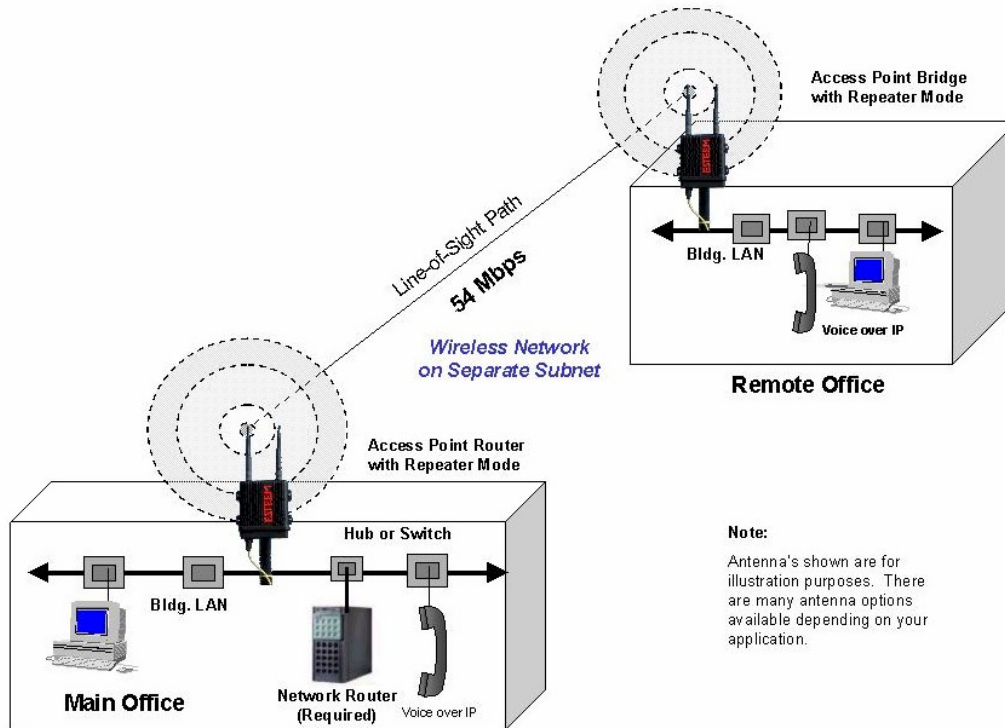 Access Point Bridge
with Repeater Mode
ESTEEM
Line-of-Sight Path
54 Mbps
Bldg. LAN
Voice over IP
Wireless Network
on Separate Subnet
Remote Office
Access Point Router
with Repeater Mode
ESTEEM
Hub or Switch
Bldg. LAN
Main Office
Network Router
(Required)
Voice over IP
Note:
Antenna's shown are for
illustration purposes. There
are many antenna options
available depending on your
application.